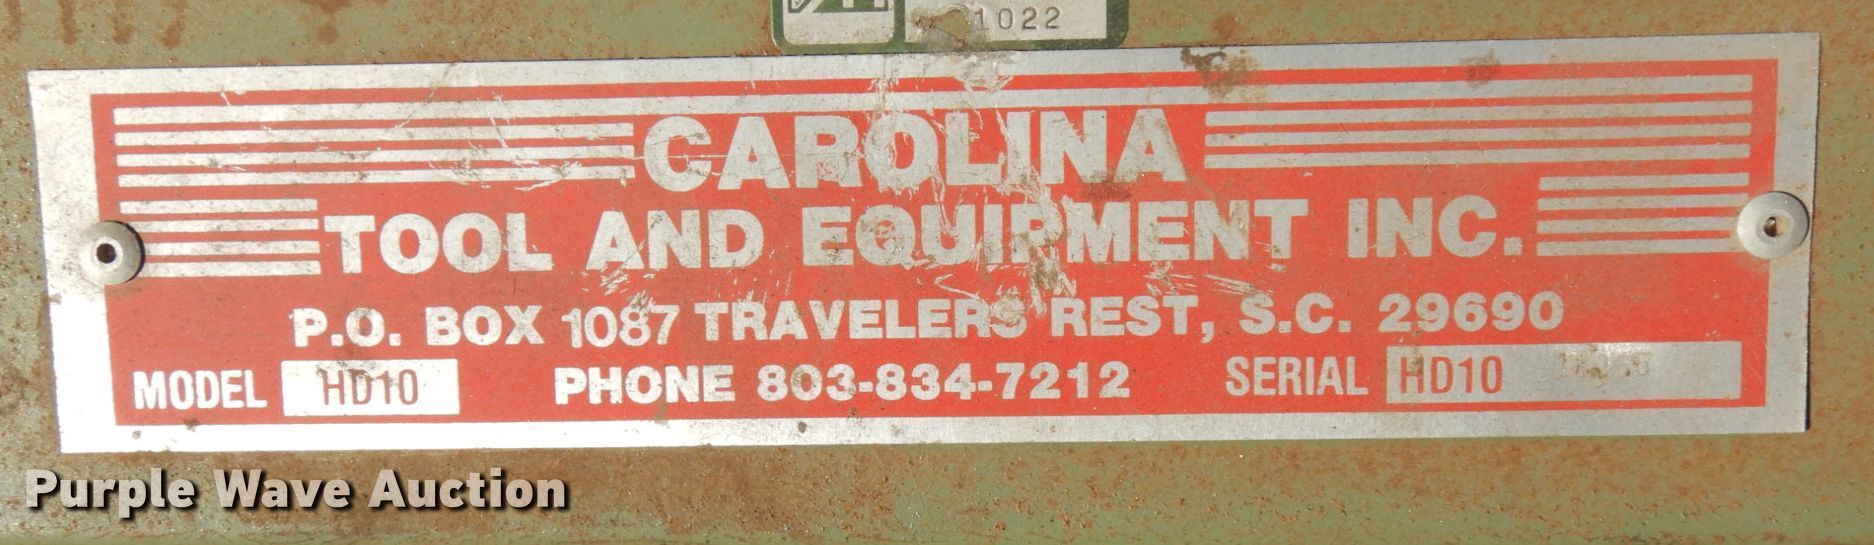 1022
CAROLINA
TOOL AND EQUIPMENT INC.
P.O. BOX 1087 TRAVELERS REST, S.C. 29690
MODEL HD10 PHONE 803-834-7212 SERIAL HD10
Purple Wave Auction